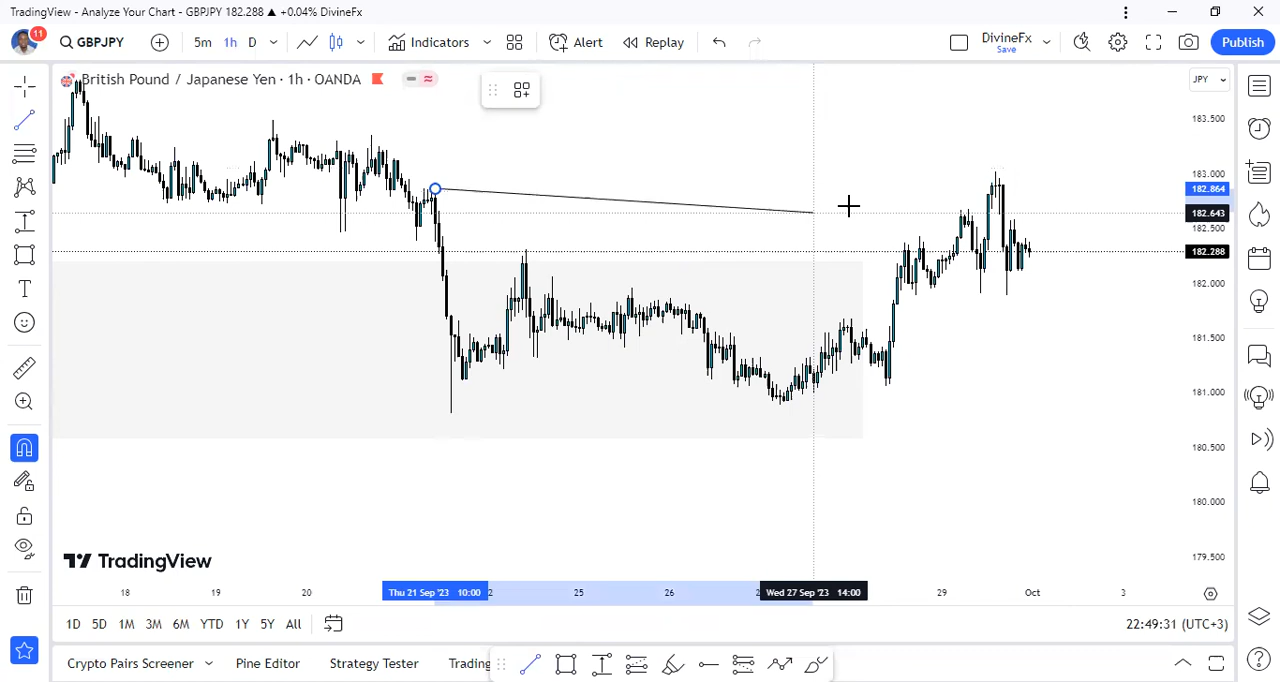 TradingView - Analyze Your Chart - GBPJPY 182.288 ▲ +0.04% DivineFx
11
GBPJPY
5m 1h D
Indicators
Alert
Replay
DivineFx
Save
Publish
British Pound / Japanese Yen · 1h · OANDA
JPY
183.500
183.000
182.864
182.643
182.500
182.288
182.000
181.500
181.000
180.500
180.000
179.500
TradingView
18 19 20 Thu 21 Sep '23 10:00 2 25 26 2 Wed 27 Sep '23 14:00 29 Oct 3
1D 5D 1M 3M 6M YTD 1Y 5Y All
22:49:31 (UTC+3)
Crypto Pairs Screener Pine Editor Strategy Tester Trading